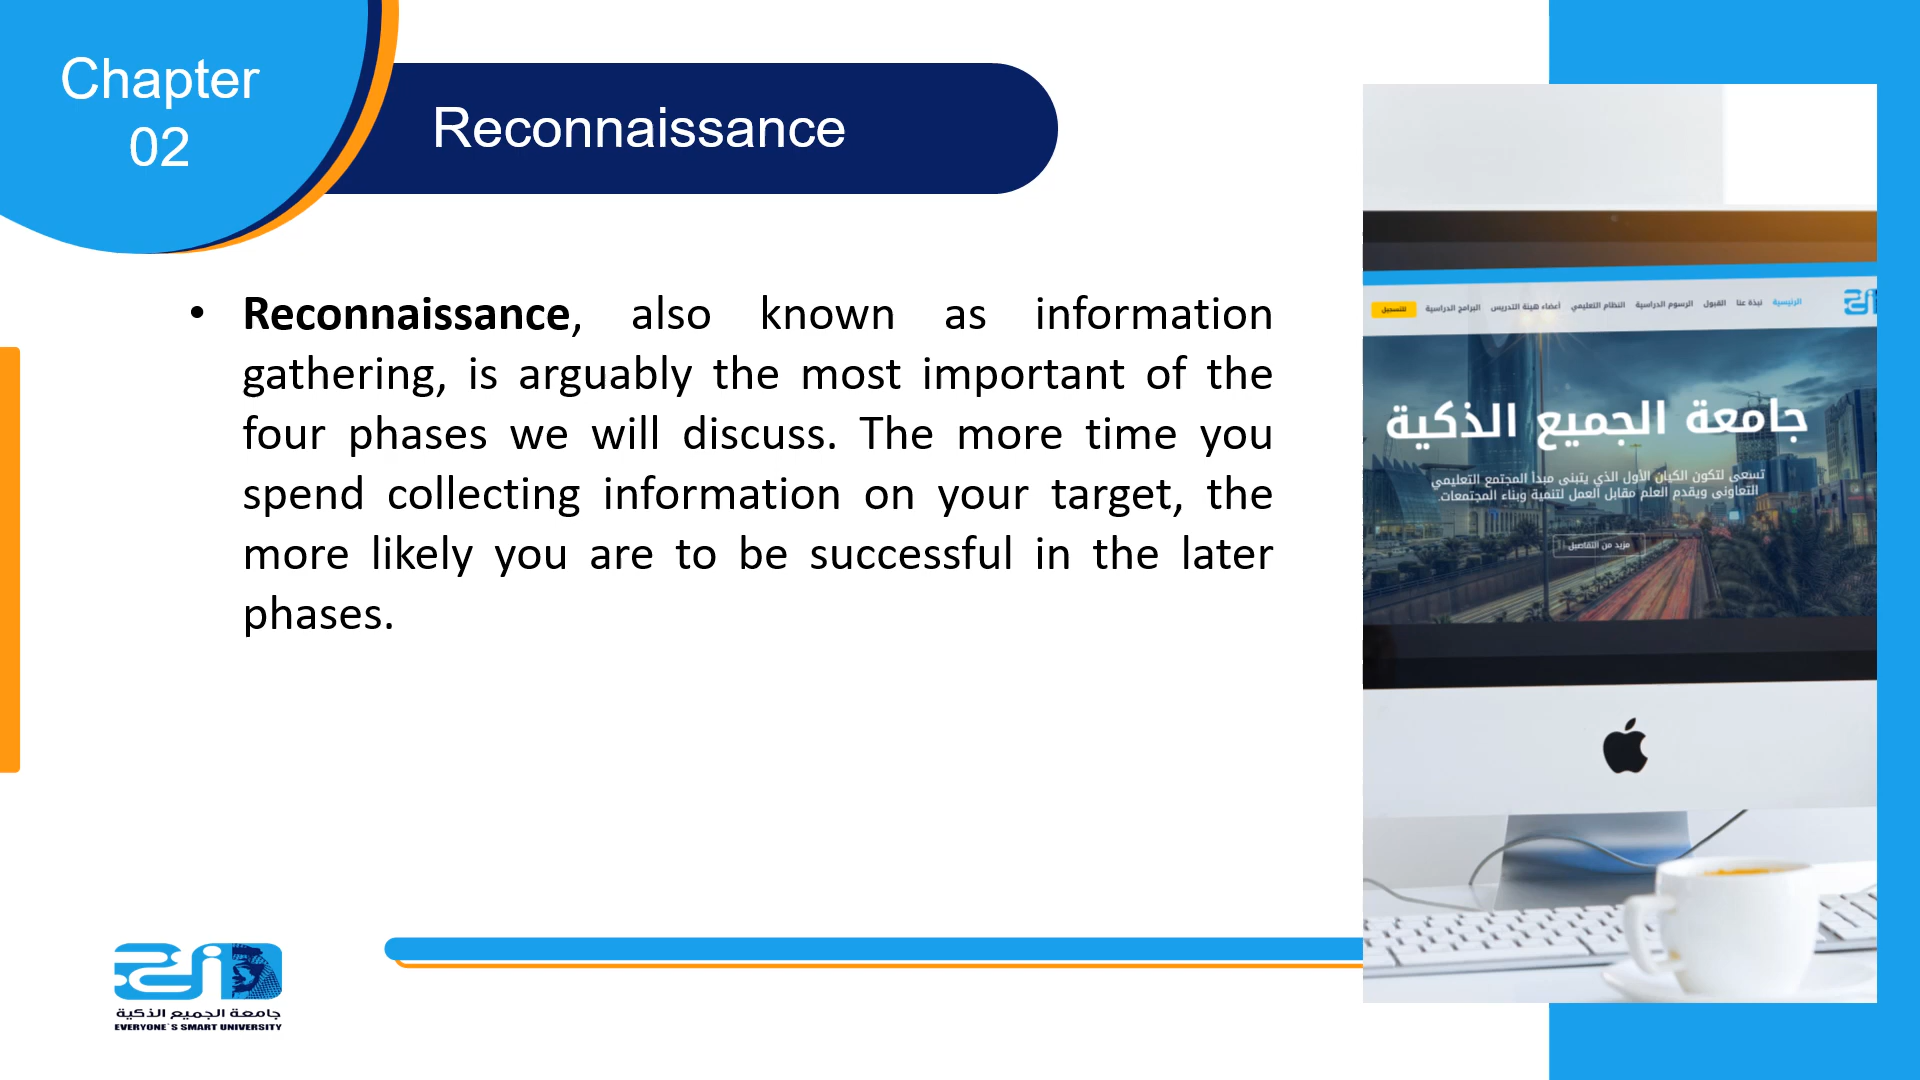 Chapter
02
Reconnaissance
• Reconnaissance, also known as information
gathering, is arguably the most important of the
four phases we will discuss. The more time you
spend collecting information on your target, the
more likely you are to be successful in the later
phases.
الرئيسية نبذة عنا القبول الرسوم الدراسية النظام التعليمي أعضاء هيئة التدريس البرامج الدراسية للتسجيل
جامعة الجميع الذكية
تسعى لتكون الكيان الأول الذي يتبنى مبدأ المجتمع التعليمي
التعاوني ويقدم العلم مقابل العمل لتنمية وبناء المجتمعات.
مزيد من التفاصيل
جامعة الجميع الذكية
EVERYONE`S SMART UNIVERSITY